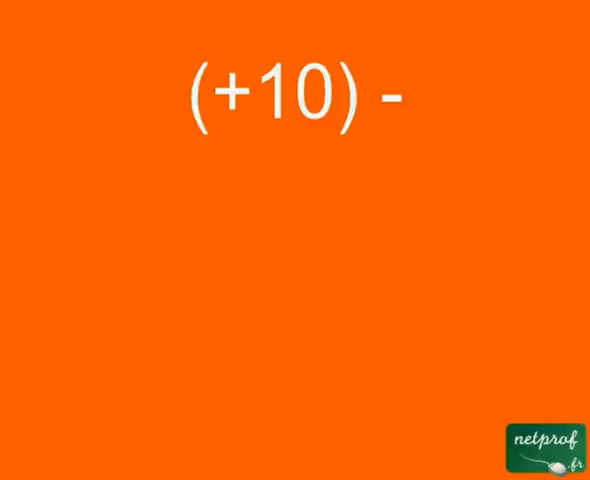 (+10) -
netprof
.fr